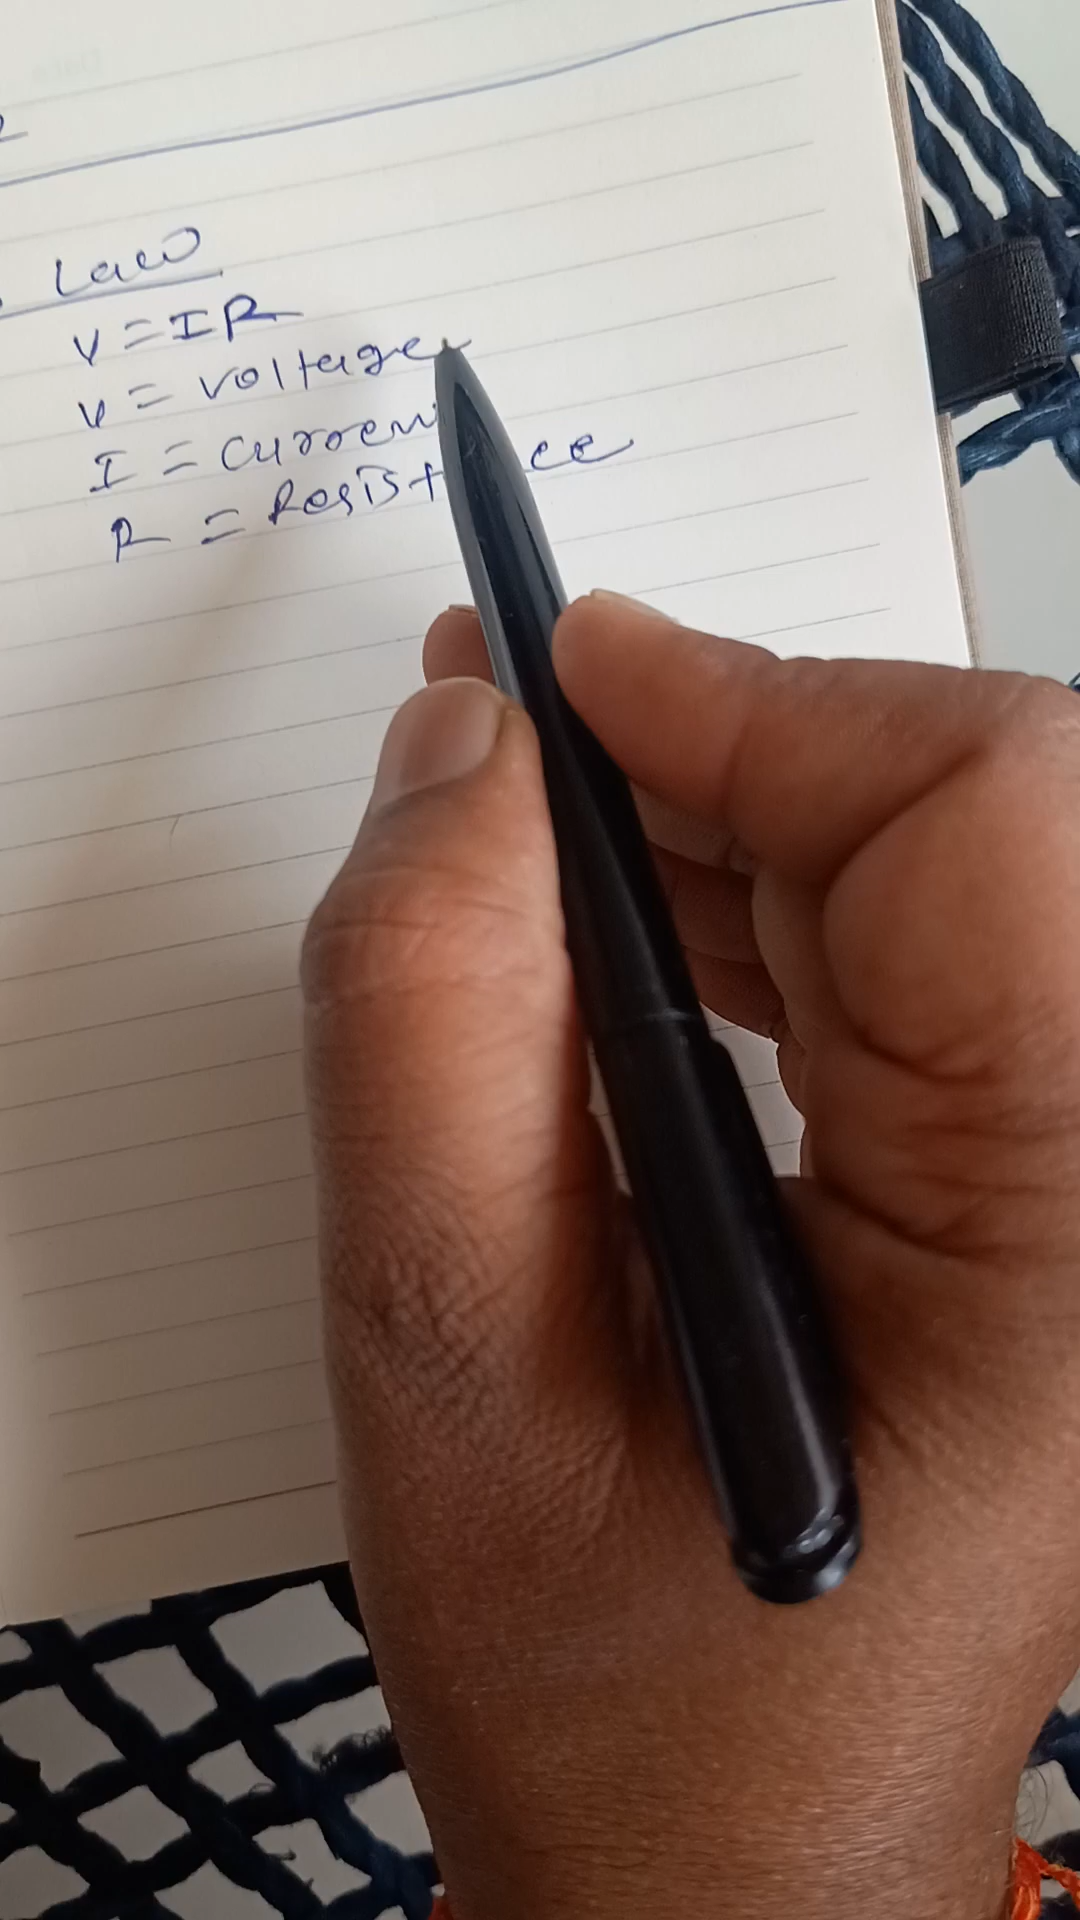 Law
V = IR
V = voltage
I = curren
R = Resist ce